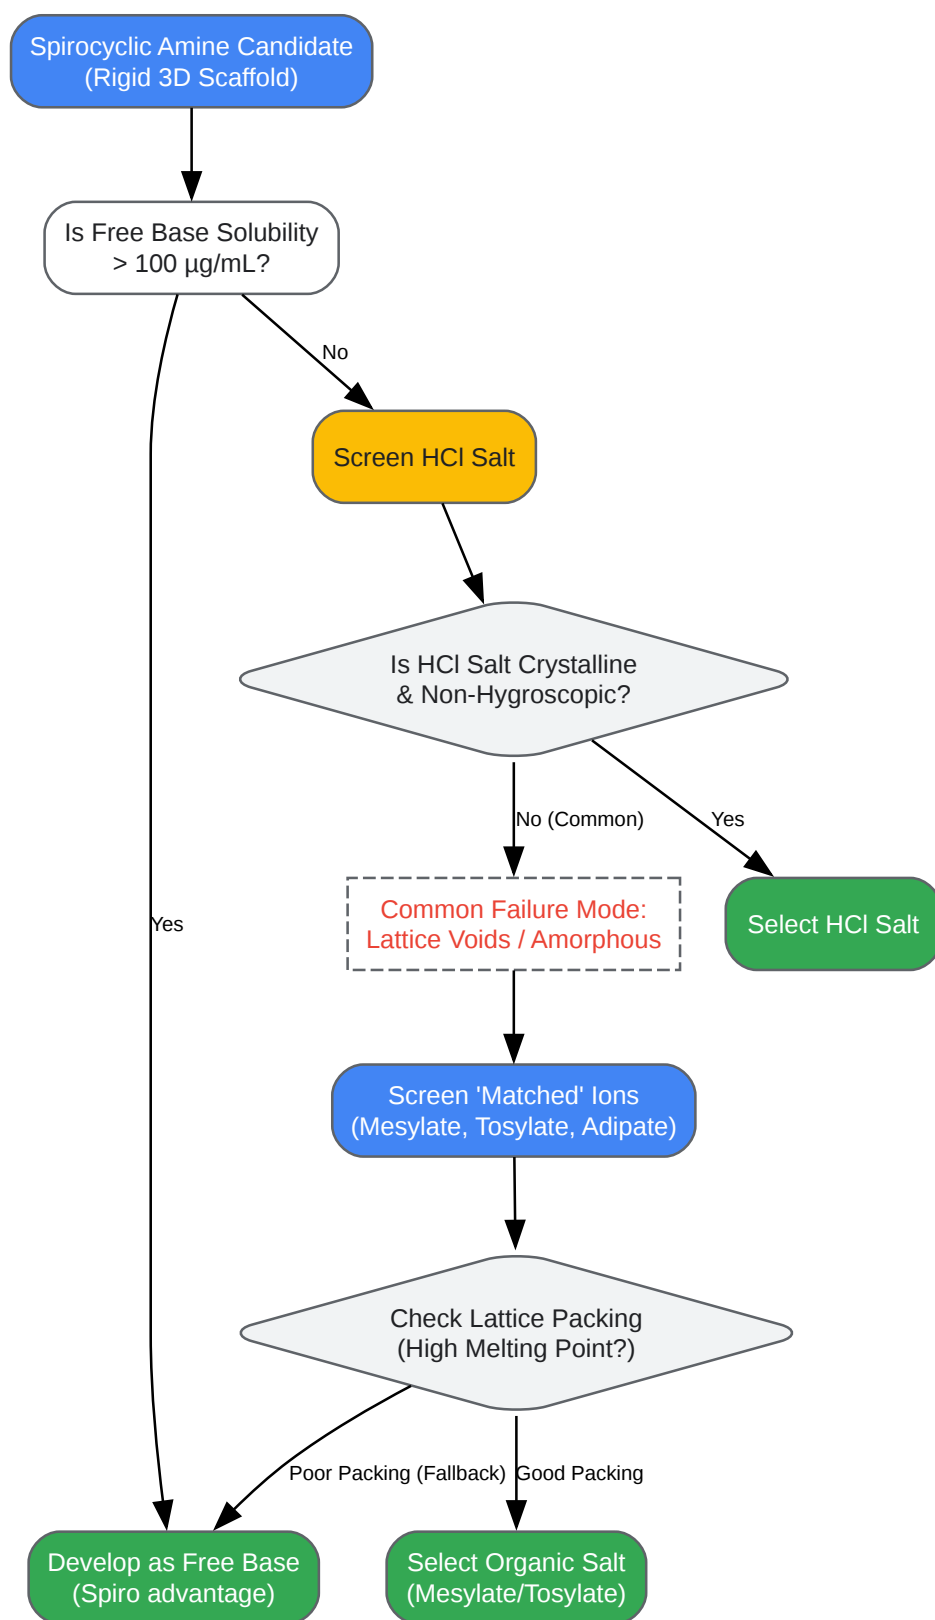 Spirocyclic Amine Candidate
(Rigid 3D Scaffold)
Is Free Base Solubility
> 100 µg/mL?
No
Screen HCl Salt
Is HCl Salt Crystalline
& Non-Hygroscopic?
No (Common)
Yes
Common Failure Mode:
Lattice Voids / Amorphous
Select HCl Salt
Yes
Screen 'Matched' Ions
(Mesylate, Tosylate, Adipate)
Check Lattice Packing
(High Melting Point?)
Poor Packing (Fallback)
Good Packing
Develop as Free Base
(Spiro advantage)
Select Organic Salt
(Mesylate/Tosylate)